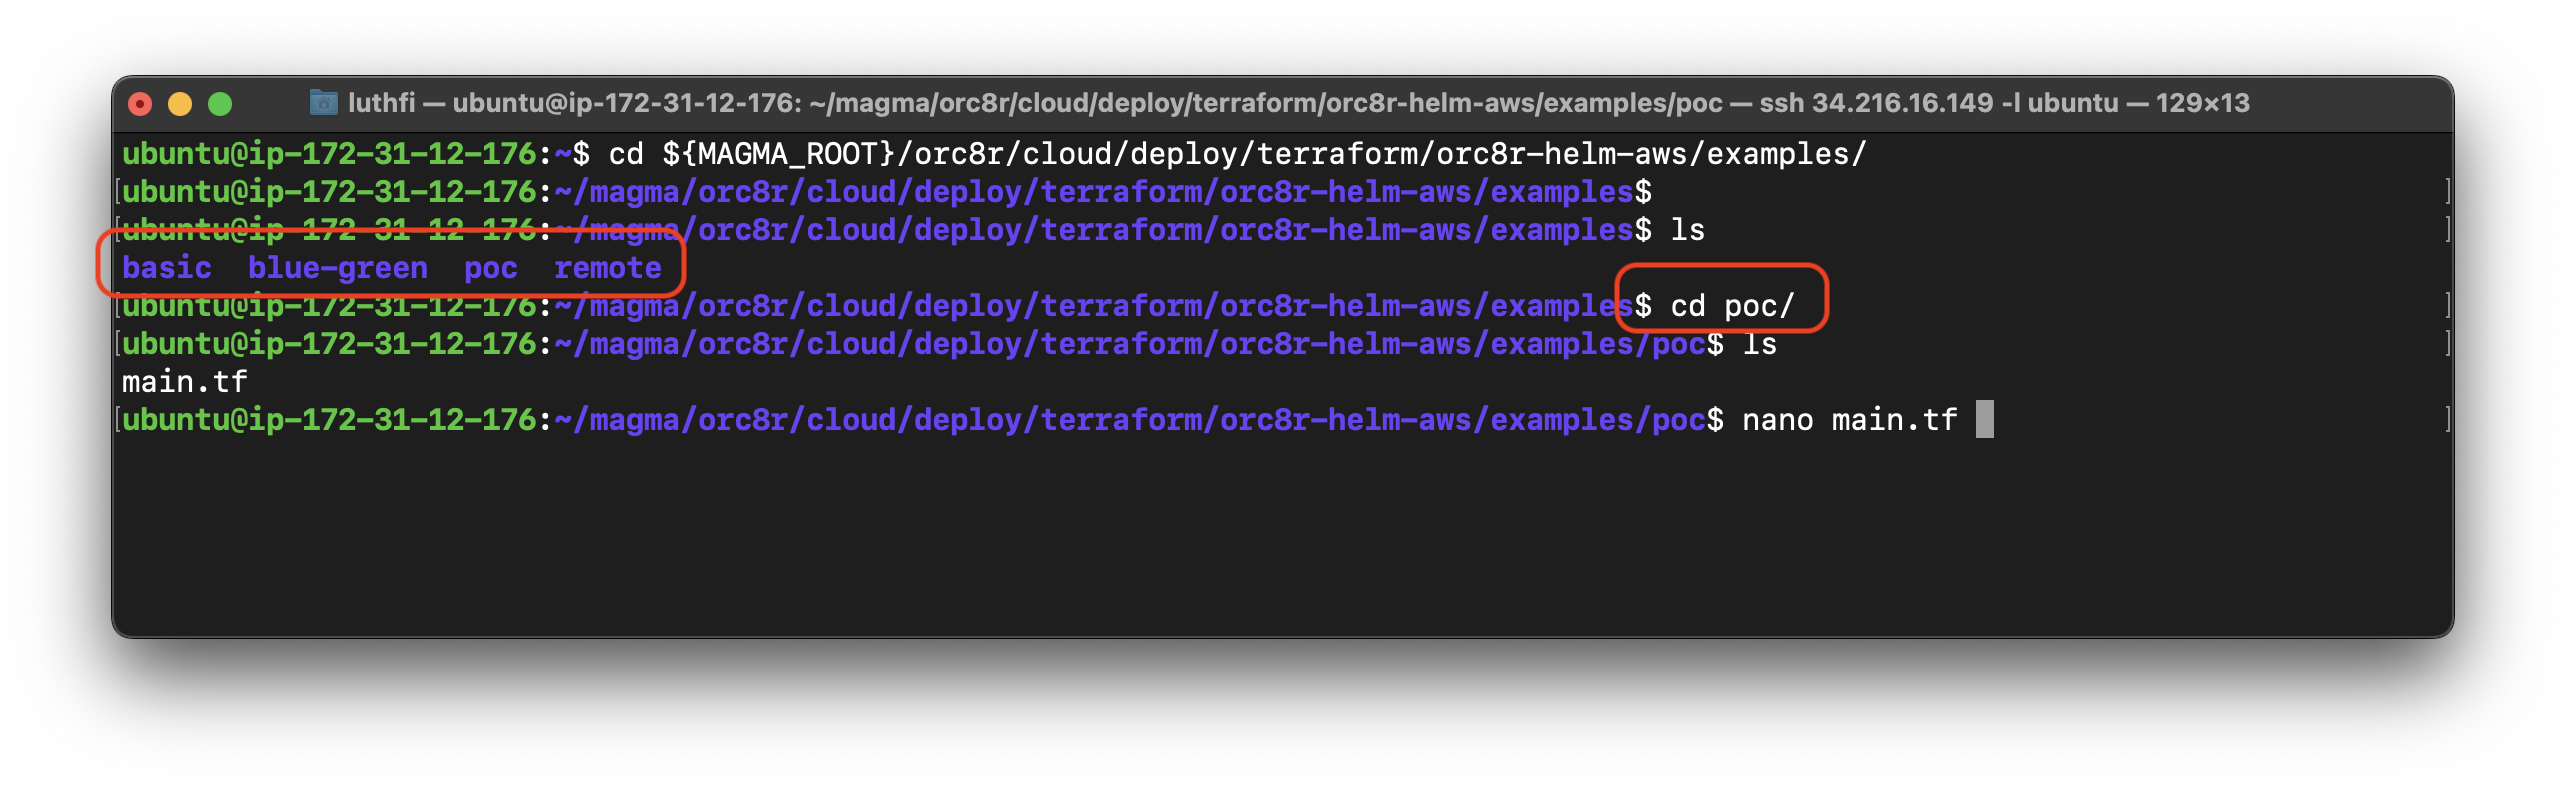 luthfi — ubuntu@ip-172-31-12-176: ~/magma/orc8r/cloud/deploy/terraform/orc8r-helm-aws/examples/poc — ssh 34.216.16.149 -l ubuntu — 129×13
ubuntu@ip-172-31-12-176:~$ cd ${MAGMA_ROOT}/orc8r/cloud/deploy/terraform/orc8r-helm-aws/examples/
[ubuntu@ip-172-31-12-176:~/magma/orc8r/cloud/deploy/terraform/orc8r-helm-aws/examples$ ]
[ubuntu@ip-172-31-12-176:~/magma/orc8r/cloud/deploy/terraform/orc8r-helm-aws/examples$ ls ]
basic  blue-green  poc  remote
[ubuntu@ip-172-31-12-176:~/magma/orc8r/cloud/deploy/terraform/orc8r-helm-aws/examples$ cd poc/ ]
[ubuntu@ip-172-31-12-176:~/magma/orc8r/cloud/deploy/terraform/orc8r-helm-aws/examples/poc$ ls ]
main.tf
[ubuntu@ip-172-31-12-176:~/magma/orc8r/cloud/deploy/terraform/orc8r-helm-aws/examples/poc$ nano main.tf ]